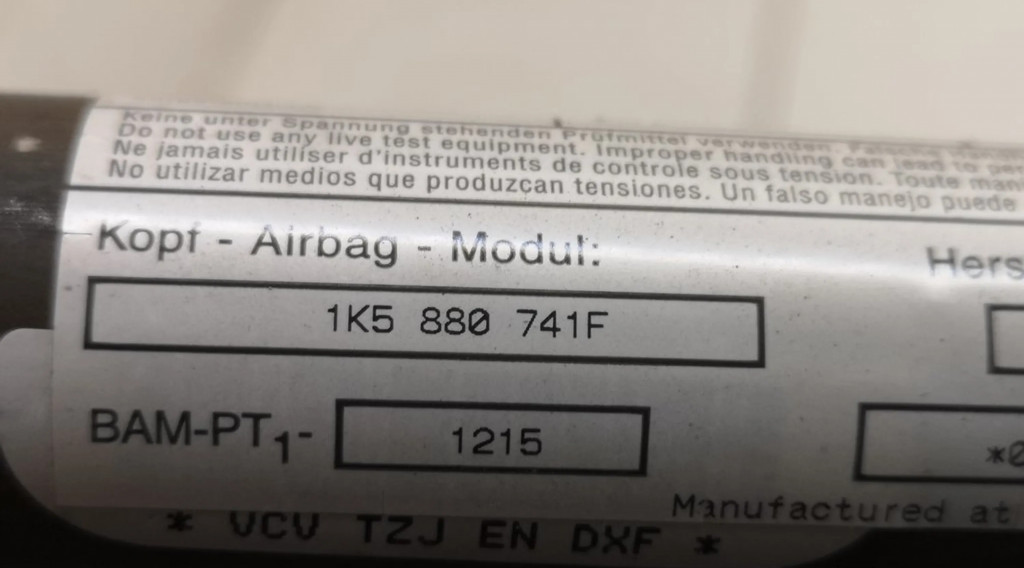 Keine unter Spannung stehenden Prüfmittel verwenden.
Do not use any live test equipment. Improper handling can lead to
Ne jamais utiliser d'instruments de controle sous tension. Toute
No utilizar medios que produzcan tensiones. Un falso manejo puede
Kopf - Airbag - Modul: Hers
1K5 880 741F
BAM-PT1- 1215
Manufactured at
* VCV TZJ EN DXF *